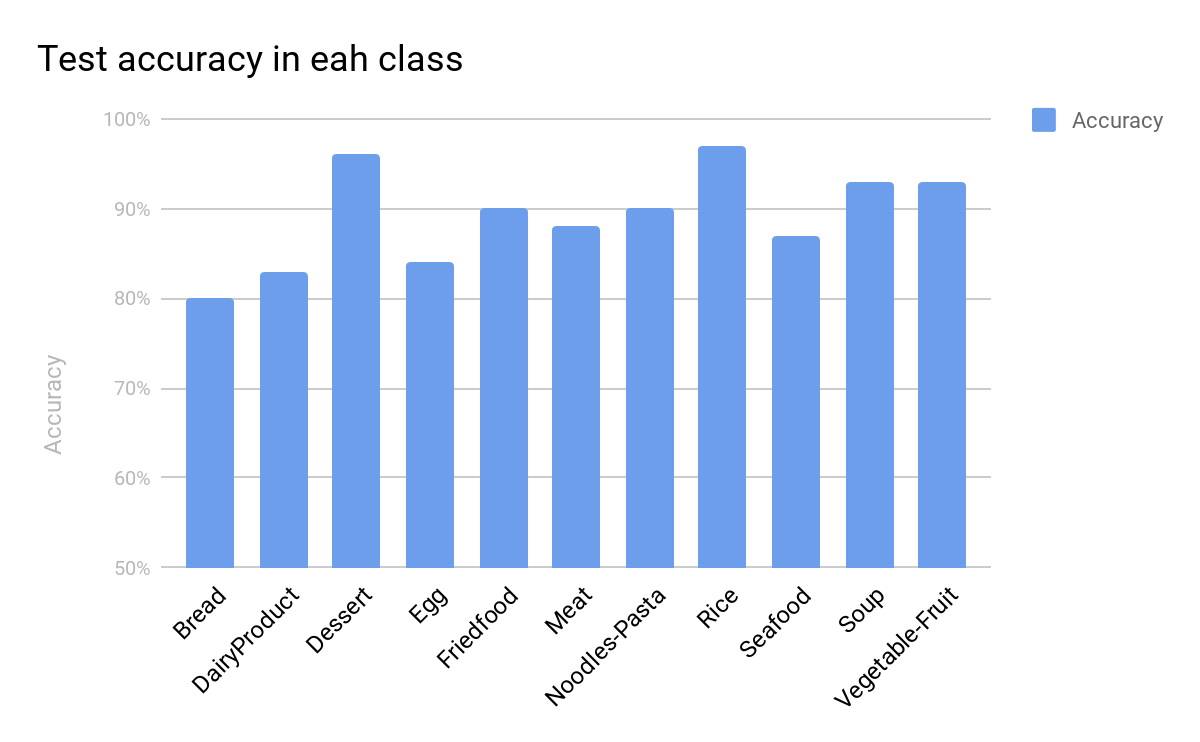 Test accuracy in eah class
Accuracy
100%
90%
80%
70%
60%
50%
Accuracy
Bread
DairyProduct
Dessert
Egg
Friedfood
Meat
Noodles-Pasta
Rice
Seafood
Soup
Vegetable-Fruit